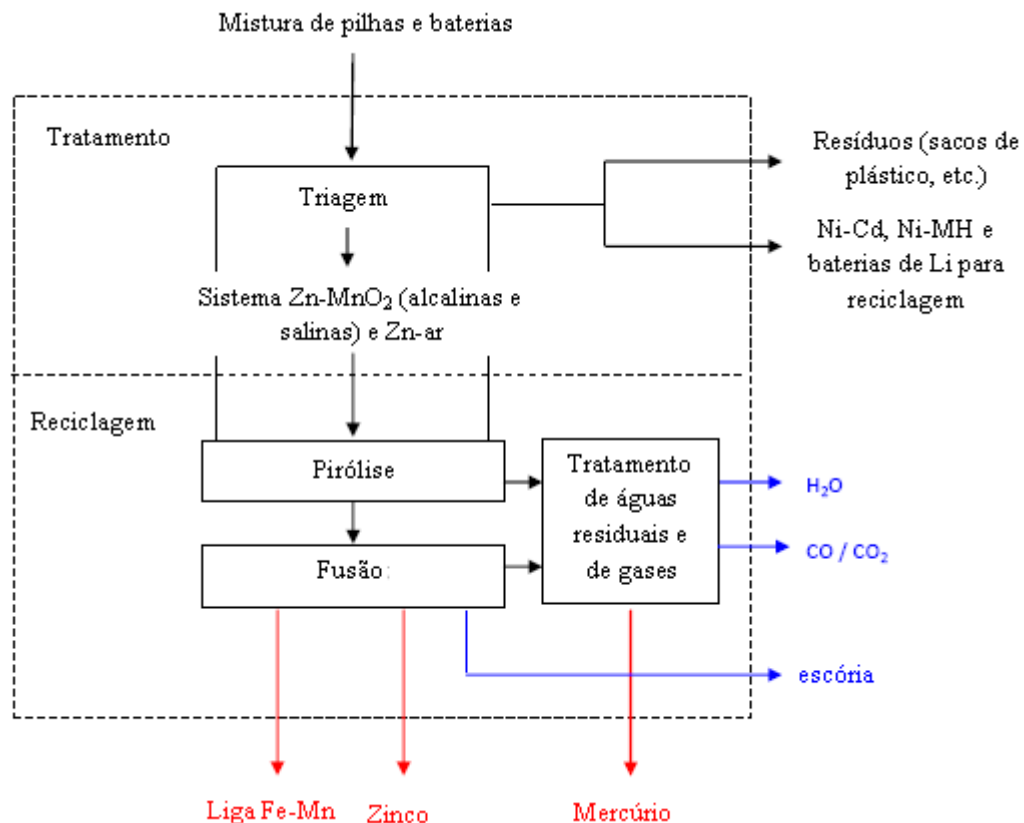 Mistura de pilhas e baterias
Tratamento
Triagem
Resíduos (sacos de
plástico, etc.)
Ni-Cd, Ni-MH e
baterias de Li para
reciclagem
Sistema Zn-MnO₂ (alcalinas e
salinas) e Zn-ar
Reciclagem
Pirólise
Tratamento
de águas
residuais e
de gases
H₂O
CO / CO₂
Fusão:
escória
Liga Fe-Mn
Zinco
Mercúrio